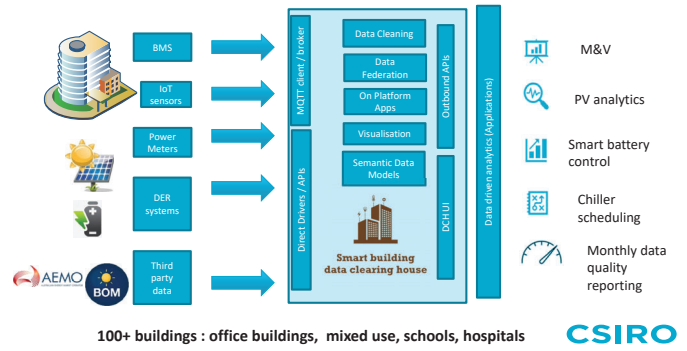 BMS
IoT
sensors
Power
Meters
DER
systems
Third
party
data
AEMO
BOM
MQTT client / broker
Direct Drivers / APIs
Data Cleaning
Data
Federation
On Platform
Apps
Visualisation
Semantic Data
Models
Smart building
data clearing house
Outbound APIs
DCH UI
Data driven analytics (Applications)
M&V
PV analytics
Smart battery
control
Chiller
scheduling
Monthly data
quality
reporting
100+ buildings : office buildings, mixed use, schools, hospitals
CSIRO